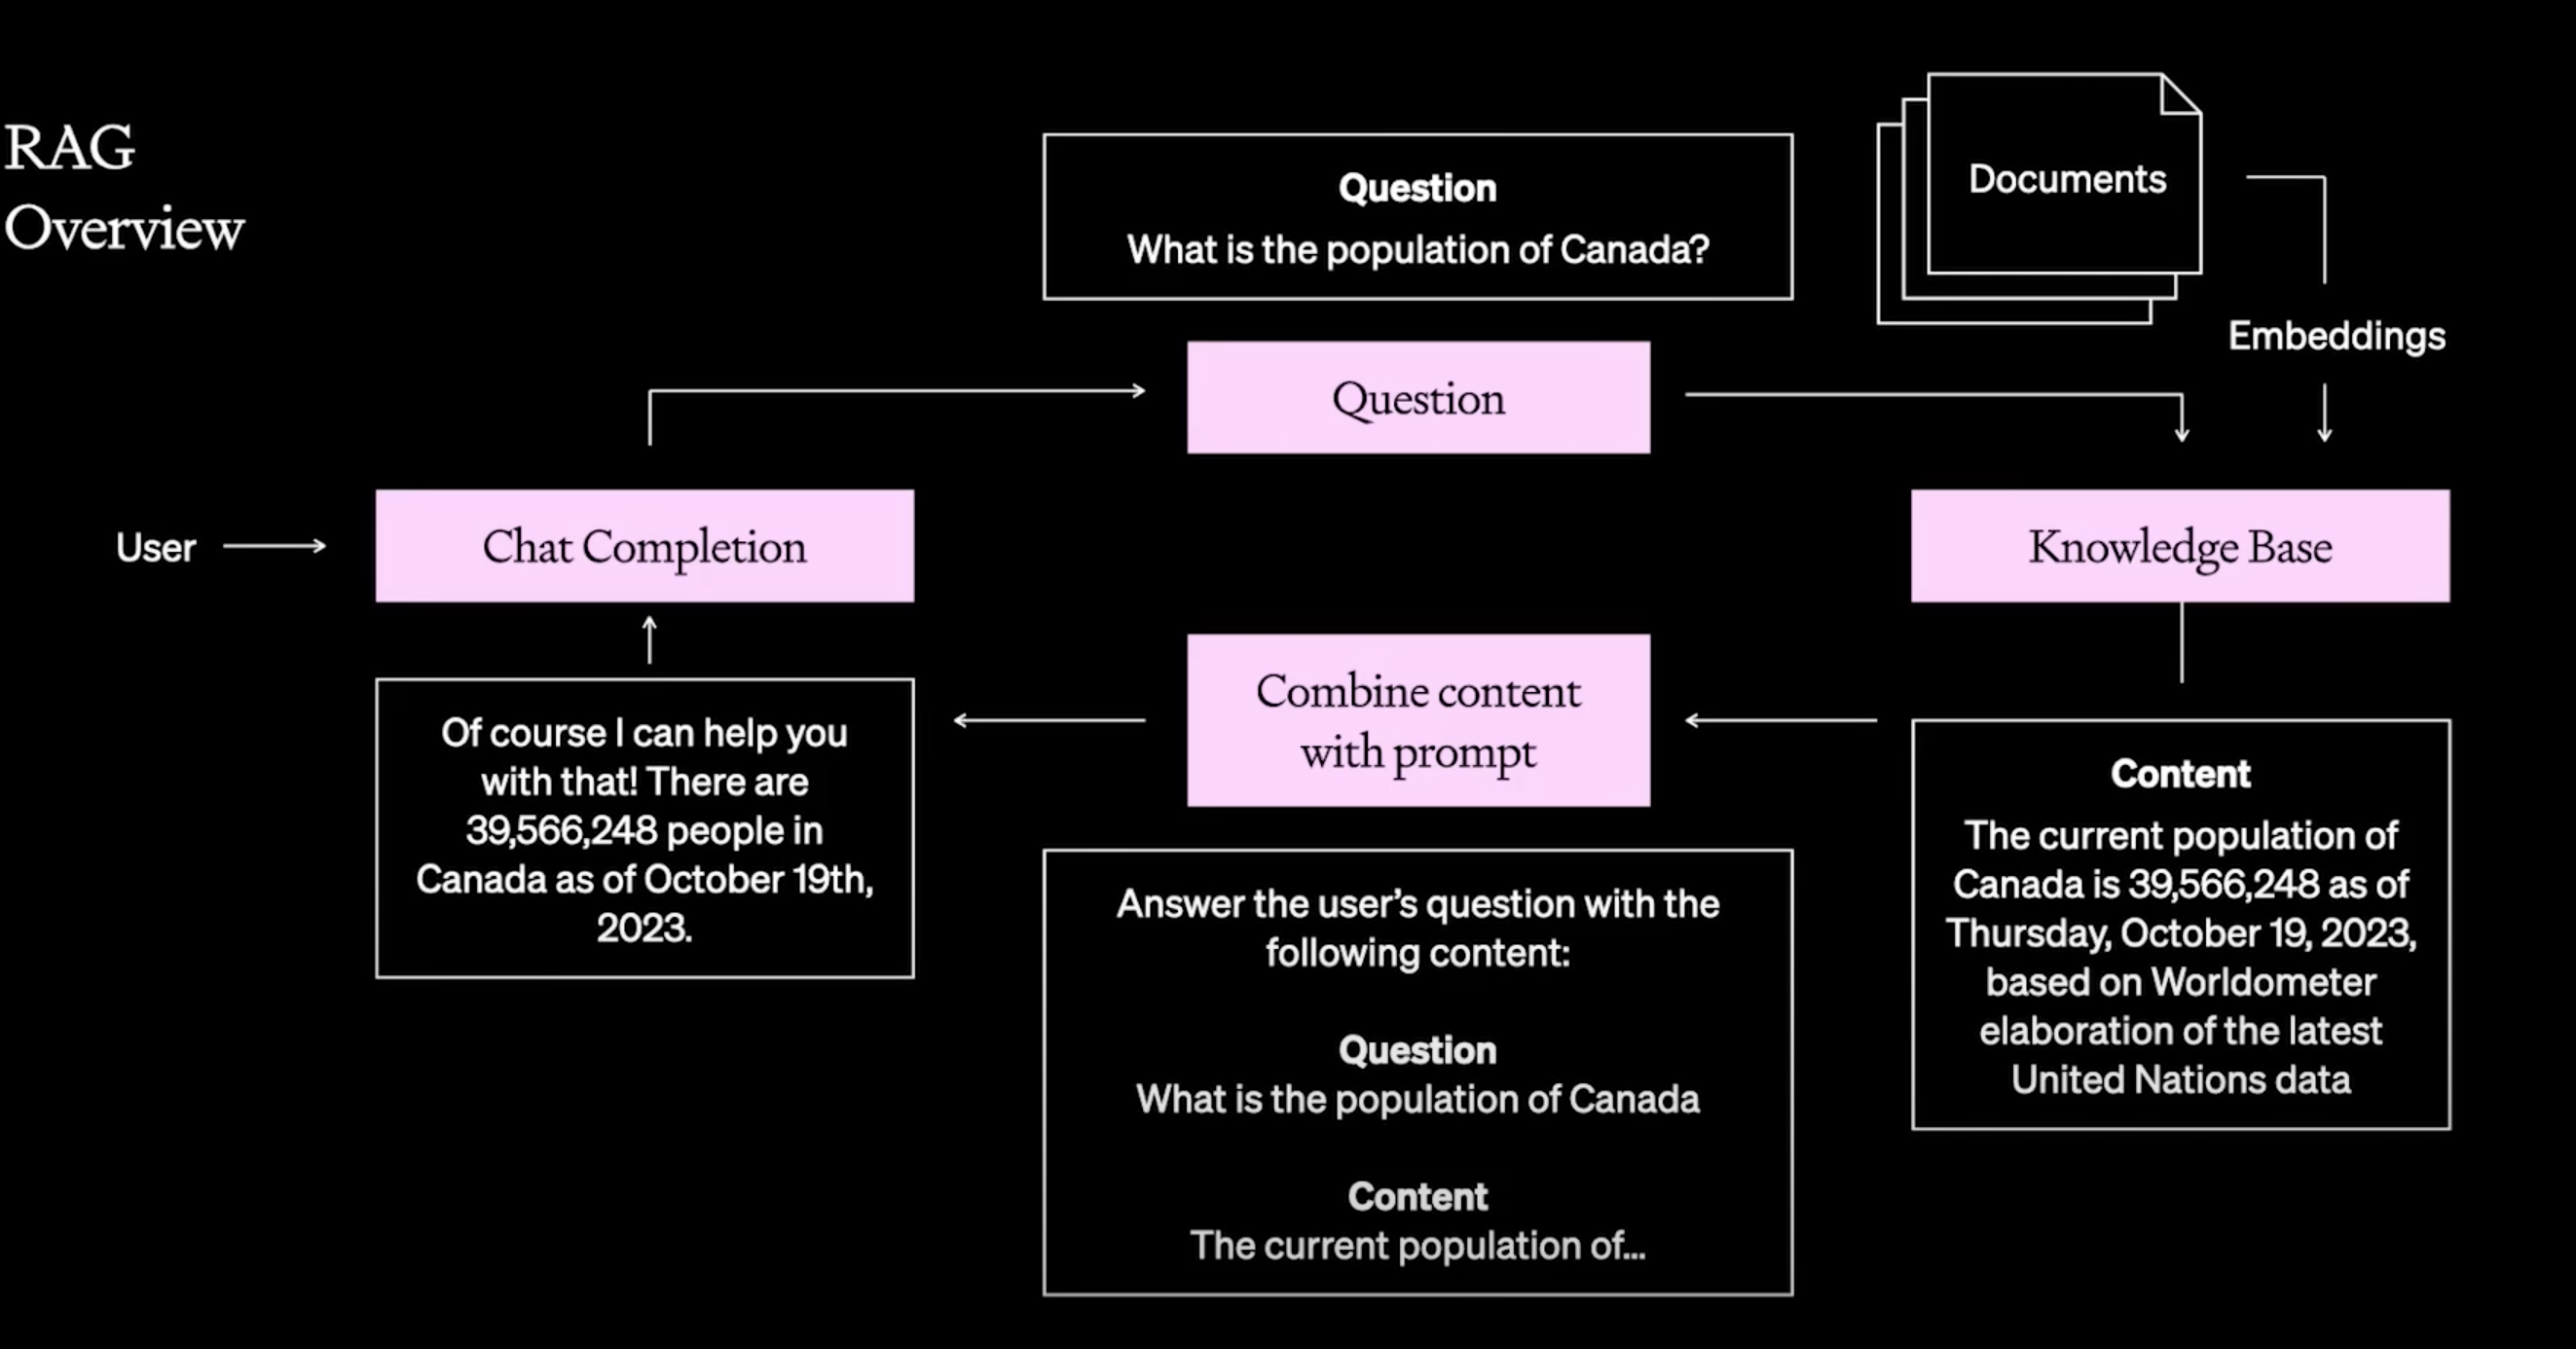 RAG
Overview
Question
What is the population of Canada?
Documents
Embeddings
Question
User
Chat Completion
Knowledge Base
Combine content
with prompt
Of course I can help you
with that! There are
39,566,248 people in
Canada as of October 19th,
2023.
Answer the user’s question with the
following content:
Question
What is the population of Canada
Content
The current population of...
Content
The current population of
Canada is 39,566,248 as of
Thursday, October 19, 2023,
based on Worldometer
elaboration of the latest
United Nations data